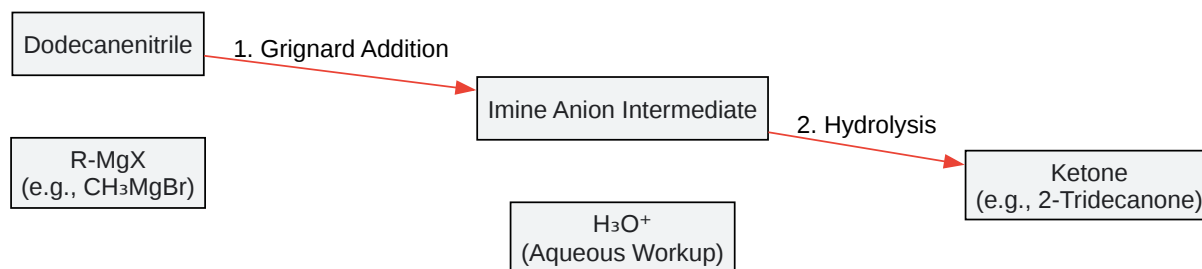 Dodecanenitrile
1. Grignard Addition
Imine Anion Intermediate
2. Hydrolysis
R-MgX
(e.g., CH₃MgBr)
Ketone
(e.g., 2-Tridecanone)
H₃O⁺
(Aqueous Workup)